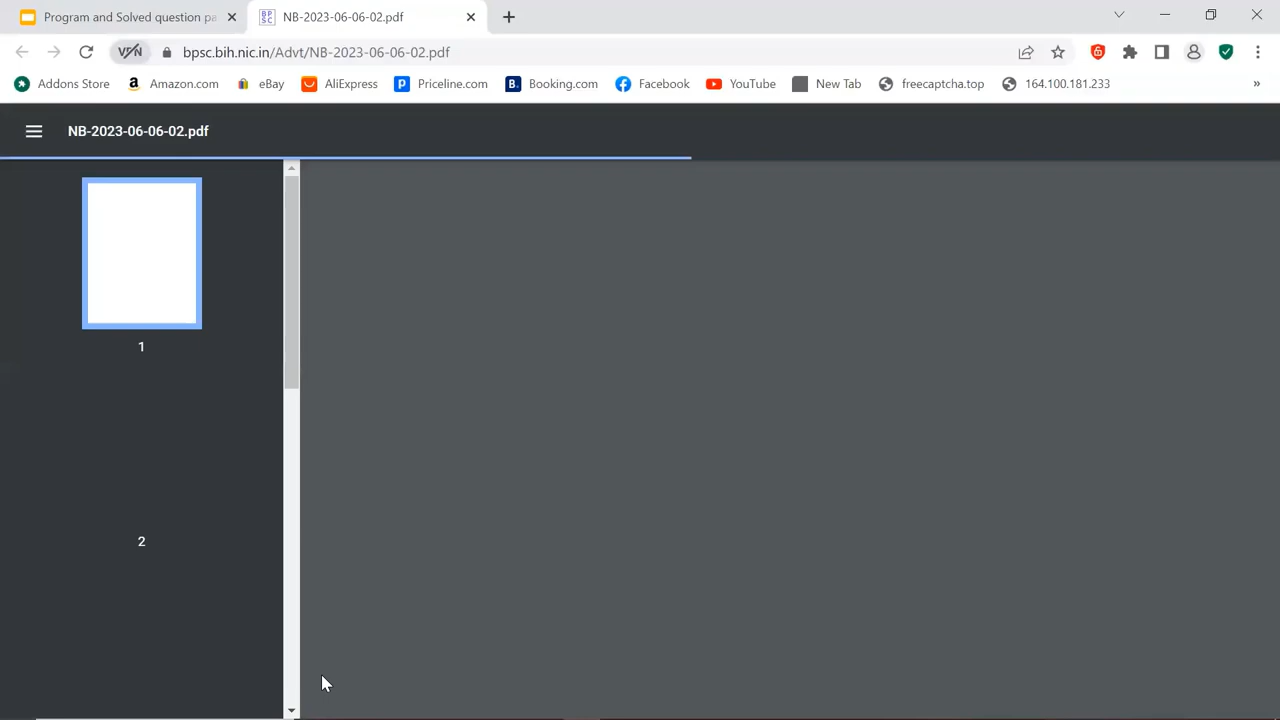 Program and Solved question pa
NB-2023-06-06-02.pdf
VPN
bpsc.bih.nic.in/Advt/NB-2023-06-06-02.pdf
Addons Store
Amazon.com
eBay
AliExpress
Priceline.com
Booking.com
Facebook
YouTube
New Tab
freecaptcha.top
164.100.181.233
»
NB-2023-06-06-02.pdf
1
2